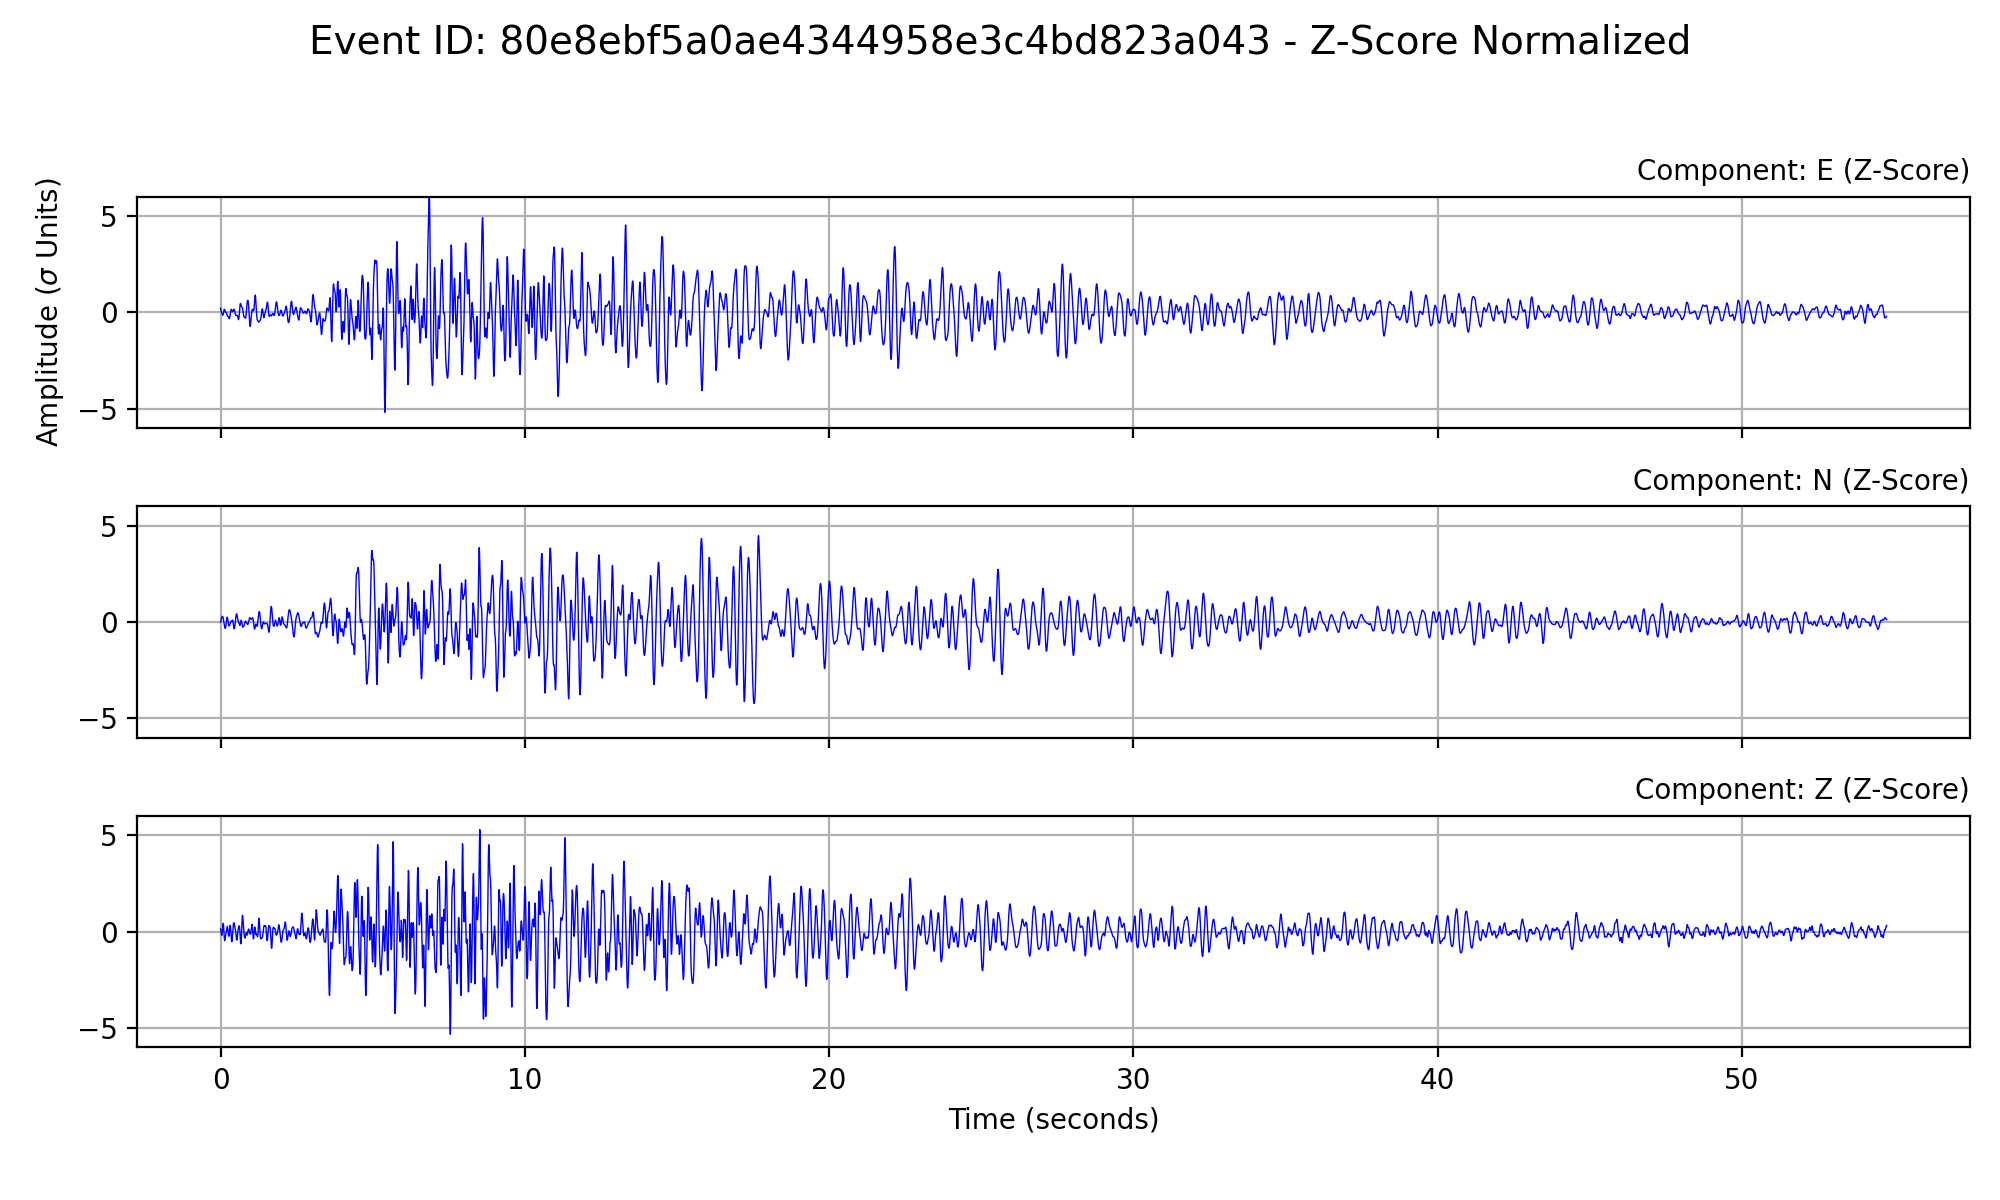 Event ID: 80e8ebf5a0ae4344958e3c4bd823a043 - Z-Score Normalized
Component: E (Z-Score)
Amplitude (σ Units)
5
0
−5
Component: N (Z-Score)
5
0
−5
Component: Z (Z-Score)
5
0
−5
0 10 20 30 40 50
Time (seconds)